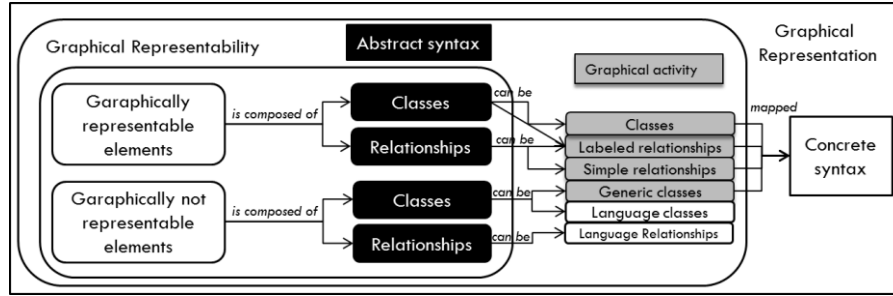 Graphical Representability
Abstract syntax
Graphical
Representation
Graphical activity
Garaphically
representable
elements
is composed of
Classes
Relationships
can be
can be
Classes
Labeled relationships
Simple relationships
Generic classes
Language classes
Language Relationships
mapped
Concrete
syntax
Garaphically not
representable
elements
is composed of
Classes
Relationships
can be
can be